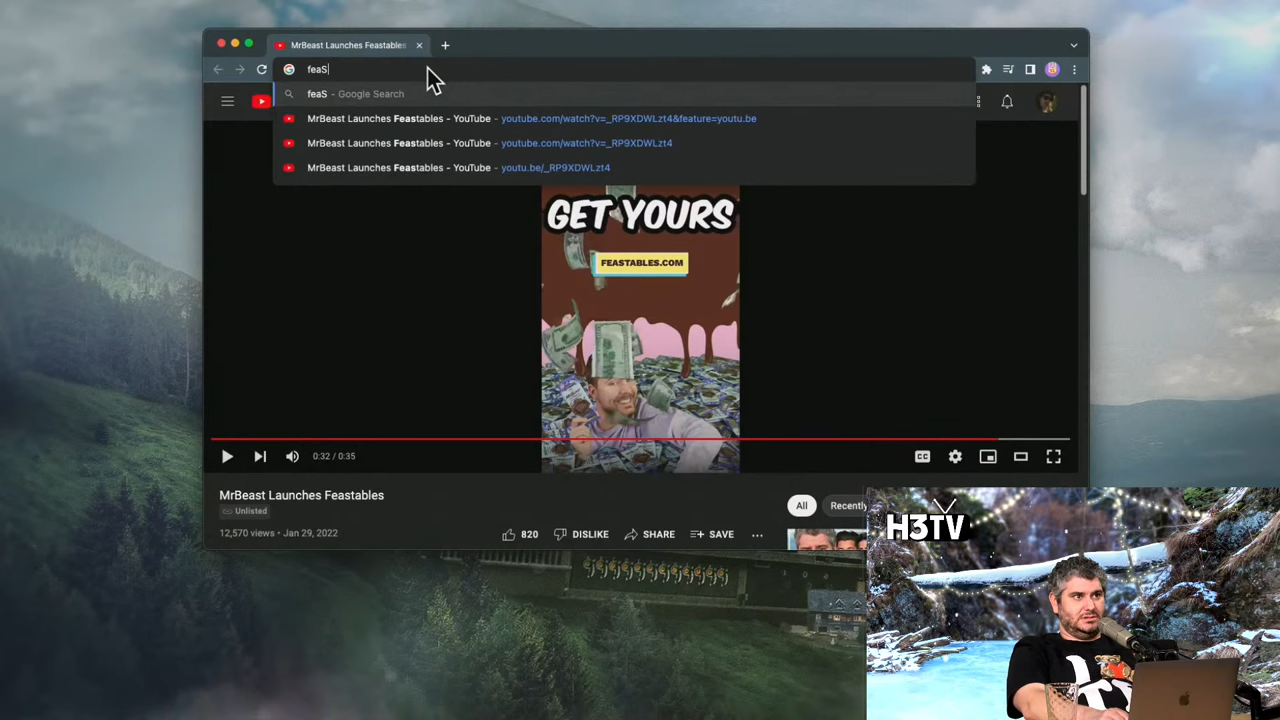 MrBeast Launches Feastables
feaS
feaS - Google Search
MrBeast Launches Feastables - YouTube - youtube.com/watch?v=_RP9XDWLzt4&feature=youtu.be
MrBeast Launches Feastables - YouTube - youtube.com/watch?v=_RP9XDWLzt4
MrBeast Launches Feastables - YouTube - youtu.be/_RP9XDWLzt4
GET YOURS
FEASTABLES.COM
0:32 / 0:35
CC
MrBeast Launches Feastables
Unlisted
12,570 views • Jan 29, 2022
820 DISLIKE SHARE SAVE
All Recently
H3TV